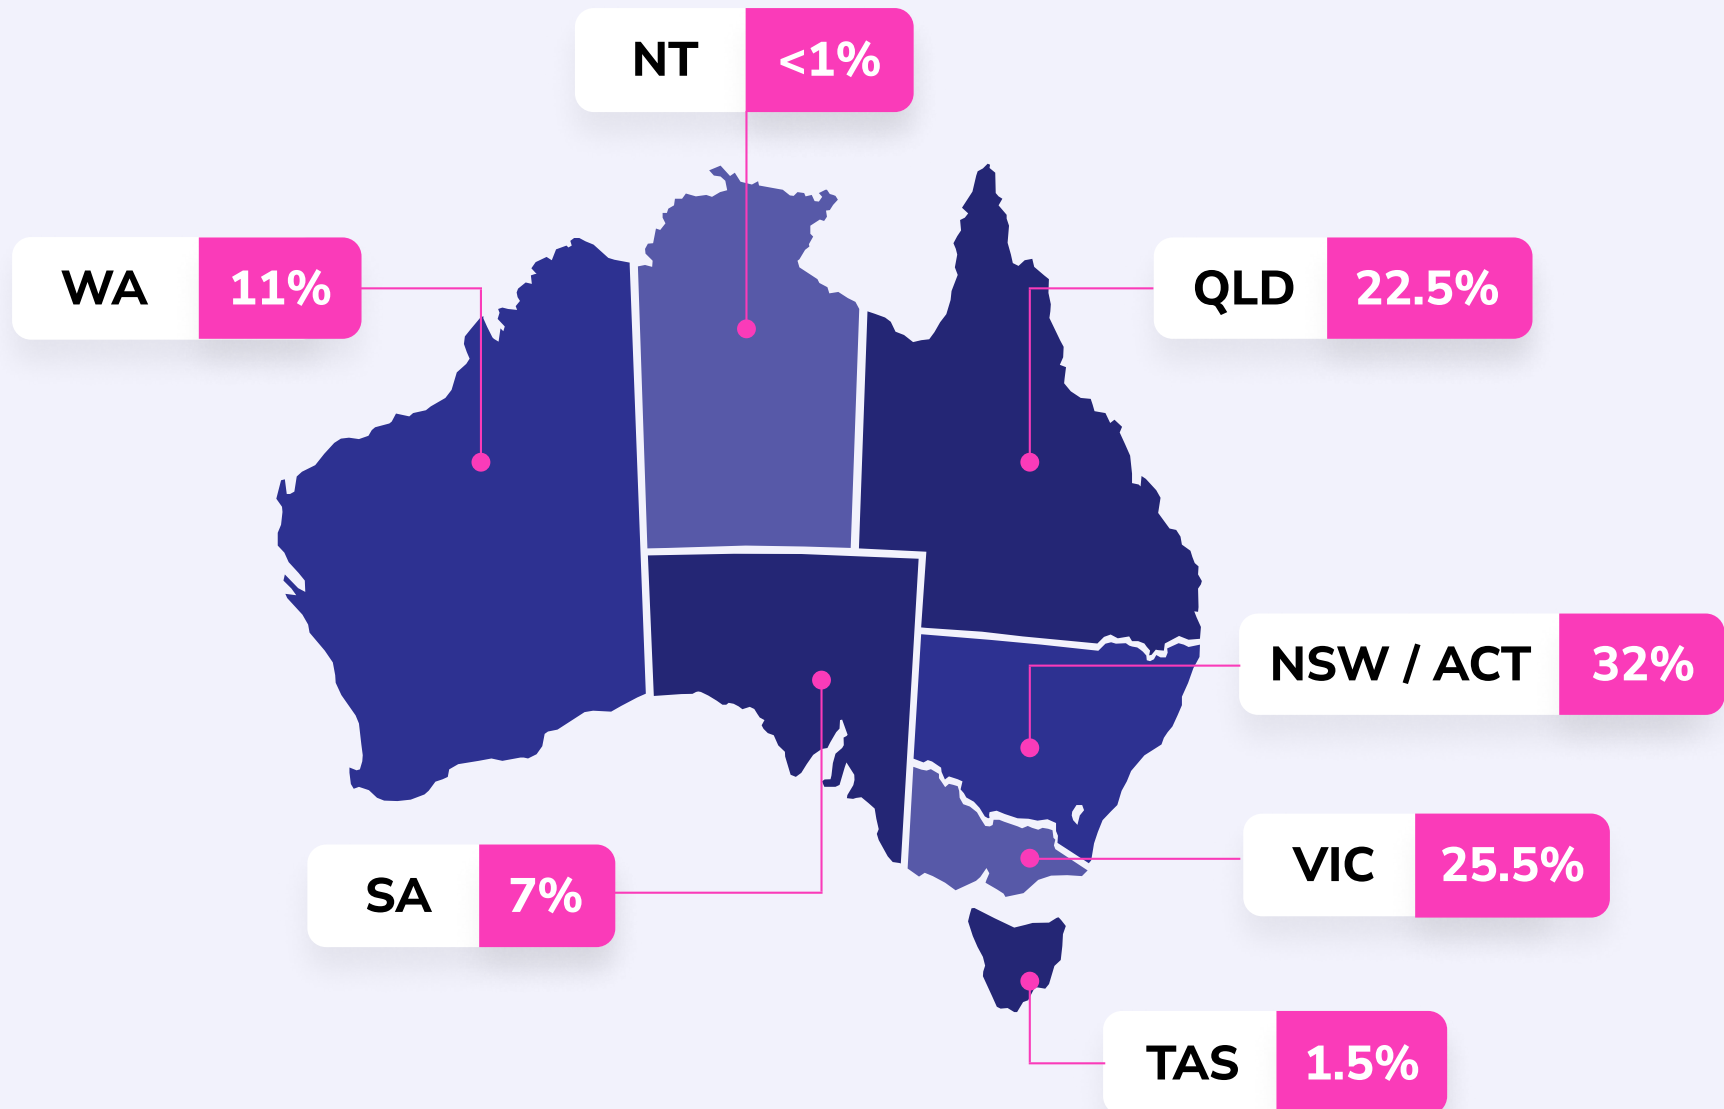 NT <1%
WA 11%
QLD 22.5%
NSW / ACT 32%
VIC 25.5%
SA 7%
TAS 1.5%